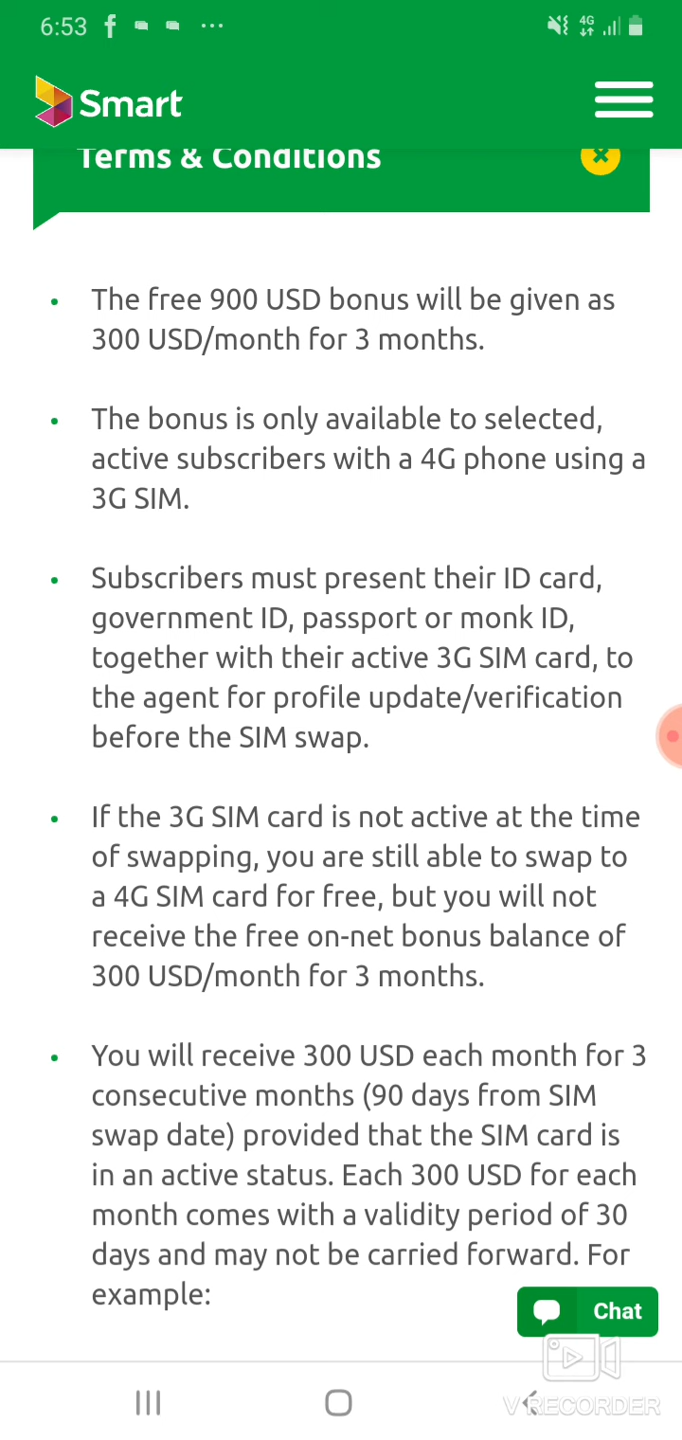 6:53
4G
Smart
Terms & Conditions
The free 900 USD bonus will be given as
300 USD/month for 3 months.
The bonus is only available to selected,
active subscribers with a 4G phone using a
3G SIM.
Subscribers must present their ID card,
government ID, passport or monk ID,
together with their active 3G SIM card, to
the agent for profile update/verification
before the SIM swap.
If the 3G SIM card is not active at the time
of swapping, you are still able to swap to
a 4G SIM card for free, but you will not
receive the free on-net bonus balance of
300 USD/month for 3 months.
You will receive 300 USD each month for 3
consecutive months (90 days from SIM
swap date) provided that the SIM card is
in an active status. Each 300 USD for each
month comes with a validity period of 30
days and may not be carried forward. For
example:
Chat
V RECORDER